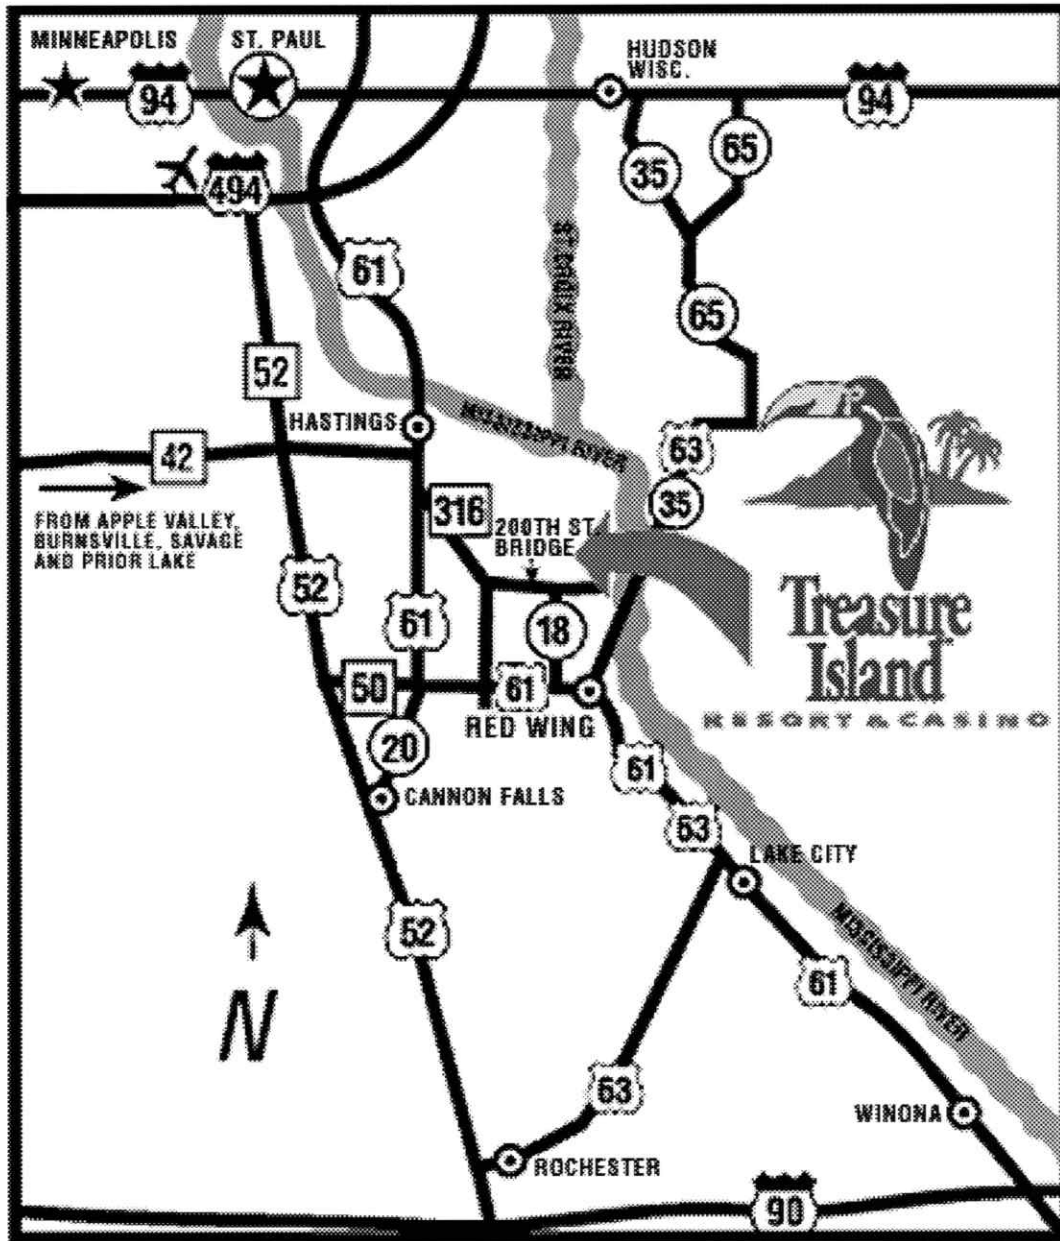 MINNEAPOLIS
ST. PAUL
HUDSON
WISC.
94
94
65
35
494
61
ST. CROIX RIVER
65
52
HASTINGS
MISSISSIPPI RIVER
63
42
35
316
FROM APPLE VALLEY,
BURNSVILLE, SAVAGE
AND PRIOR LAKE
200TH ST.
BRIDGE
52
61
18
Treasure
Island
RESORT & CASINO
50
61
RED WING
20
61
CANNON FALLS
63
LAKE CITY
52
MISSISSIPPI RIVER
61
N
63
WINONA
ROCHESTER
90